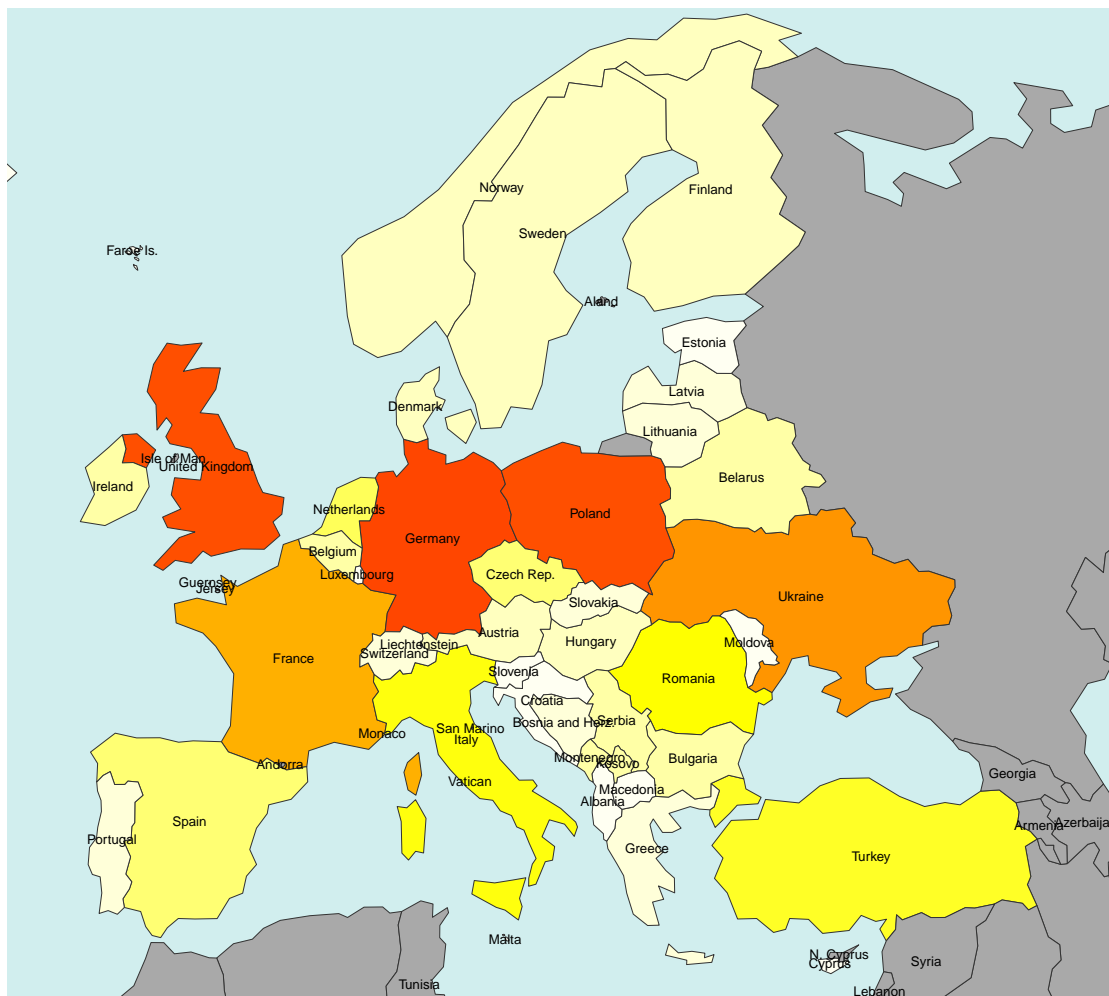 Norway
Finland
Sweden
Faroe Is.
Aland
Estonia
Latvia
Denmark
Lithuania
Isle of Man
United Kingdom
Belarus
Ireland
Netherlands
Poland
Germany
Belgium
Luxembourg
Czech Rep.
Guernsey
Jersey
Ukraine
Slovakia
Austria
Hungary
Moldova
Liechtenstein
Switzerland
France
Slovenia
Romania
Croatia
Bosnia and Herz.
Serbia
San Marino
Monaco
Italy
Montenegro
Kosovo
Bulgaria
Andorra
Georgia
Vatican
Macedonia
Albania
Spain
Armenia
Azerbaija
Portugal
Greece
Turkey
Malta
N. Cyprus
Cyprus
Syria
Tunisia
Lebanon